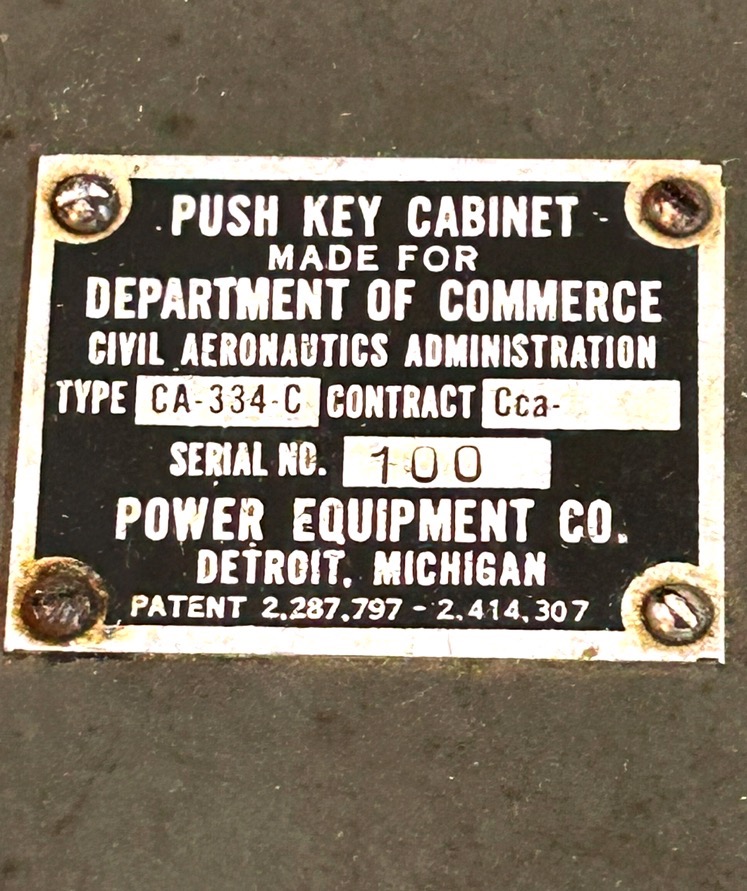 PUSH KEY CABINET
MADE FOR
DEPARTMENT OF COMMERCE
CIVIL AERONAUTICS ADMINISTRATION
TYPE CA-334-C CONTRACT Cca-
SERIAL NO. 100
POWER EQUIPMENT CO.
DETROIT, MICHIGAN
PATENT 2,287,797 - 2,414,307